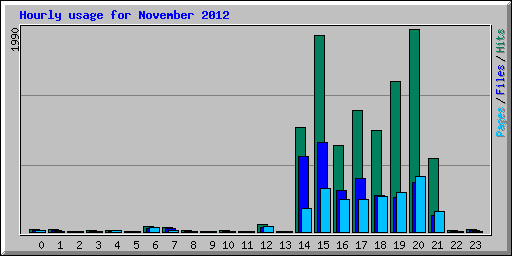 Hourly usage for November 2012
1990
Pages / Files / Hits
0 1 2 3 4 5 6 7 8 9 10 11 12 13 14 15 16 17 18 19 20 21 22 23